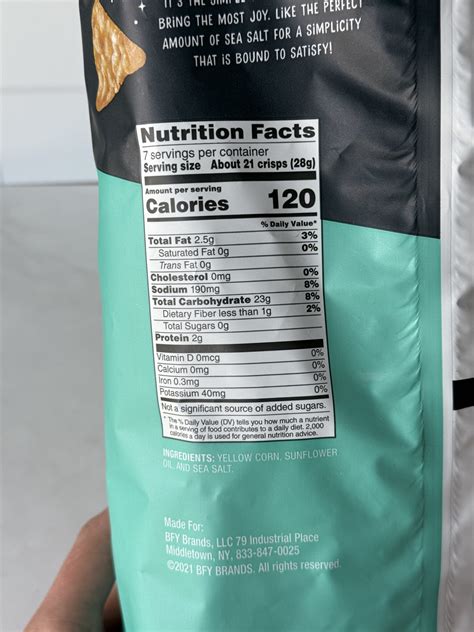 IT'S THE SIMPLE
BRING THE MOST JOY. LIKE THE PERFECT
AMOUNT OF SEA SALT FOR A SIMPLICITY
THAT IS BOUND TO SATISFY!
Nutrition Facts
7 servings per container
Serving size About 21 crisps (28g)
Amount per serving
Calories 120
% Daily Value*
Total Fat 2.5g 3%
Saturated Fat 0g 0%
Trans Fat 0g
Cholesterol 0mg 0%
Sodium 190mg 8%
Total Carbohydrate 23g 8%
Dietary Fiber less than 1g 2%
Total Sugars 0g
Protein 2g
Vitamin D 0mcg 0%
Calcium 0mg 0%
Iron 0.3mg 0%
Potassium 40mg 0%
Not a significant source of added sugars.
* The % Daily Value (DV) tells you how much a nutrient
in a serving of food contributes to a daily diet. 2,000
calories a day is used for general nutrition advice.
INGREDIENTS: YELLOW CORN, SUNFLOWER
OIL, AND SEA SALT.
Made For:
BFY Brands, LLC 79 Industrial Place
Middletown, NY. 833-847-0025
©2021 BFY BRANDS. All rights reserved.